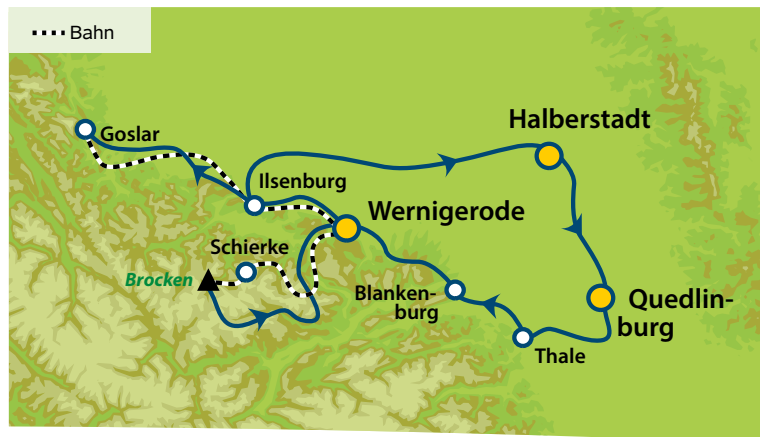 Bahn
Goslar
Halberstadt
Ilsenburg
Wernigerode
Schierke
Brocken
Blanken-
burg
Quedlin-
burg
Thale